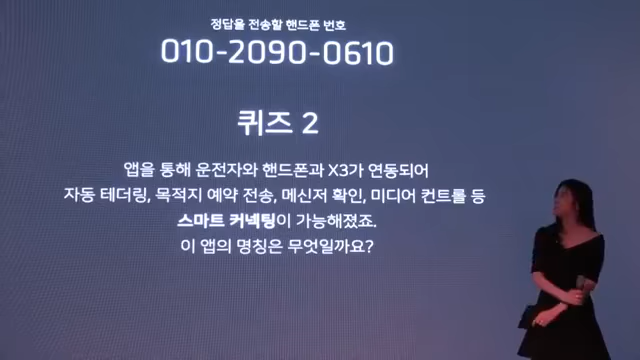 정답을 전송할 핸드폰 번호
010-2090-0610
퀴즈 2
앱을 통해 운전자와 핸드폰과 X3가 연동되어
자동 테더링, 목적지 예약 전송, 메신저 확인, 미디어 컨트롤 등
스마트 커넥팅이 가능해졌죠.
이 앱의 명칭은 무엇일까요?